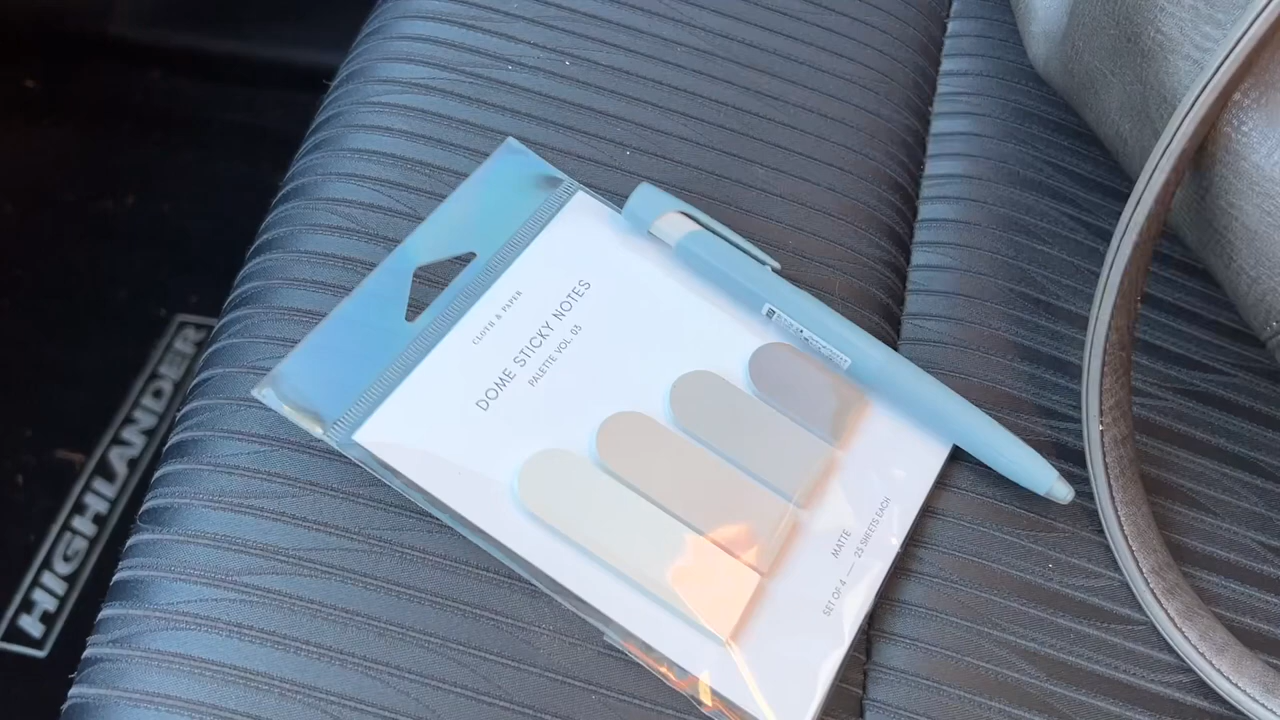 CLOTH & PAPER
DOME STICKY NOTES
PALETTE VOL. 03
MATTE
SET OF 4 — 25 SHEETS EACH
HIGHLANDER